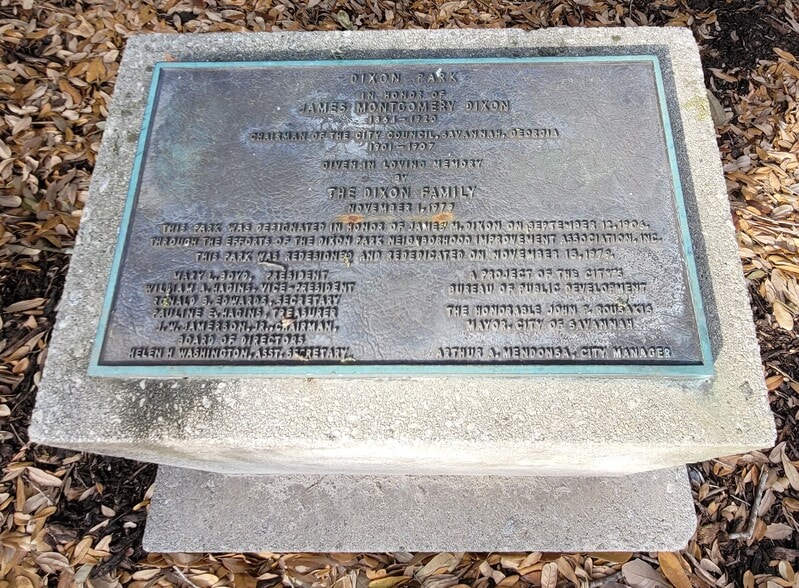 DIXON PARK
IN HONOR OF
JAMES MONTGOMERY DIXON
1861-1920
CHAIRMAN OF THE CITY COUNCIL, SAVANNAH, GEORGIA
1901-1907
GIVEN IN LOVING MEMORY
BY
THE DIXON FAMILY
NOVEMBER 1, 1979
THIS PARK WAS DESIGNATED IN HONOR OF JAMES M. DIXON ON SEPTEMBER 12, 1906.
THROUGH THE EFFORTS OF THE DIXON PARK NEIGHBORHOOD IMPROVEMENT ASSOCIATION, INC.
THIS PARK WAS REDESIGNED AND REDEDICATED ON NOVEMBER 15, 1979.
MARY L. BOYD, PRESIDENT
WILLIAM A. HAGINS, VICE-PRESIDENT
RONALD B. EDWARDS, SECRETARY
PAULINE E. HAGINS, TREASURER
J.W. JAMERSON, JR. CHAIRMAN,
BOARD OF DIRECTORS
HELEN WASHINGTON, ASST. SECRETARY
A PROJECT OF THE CITY'S
BUREAU OF PUBLIC DEVELOPMENT
THE HONORABLE JOHN P. ROUSAKIS
MAYOR, CITY OF SAVANNAH
ARTHUR A. MENDONSA, CITY MANAGER